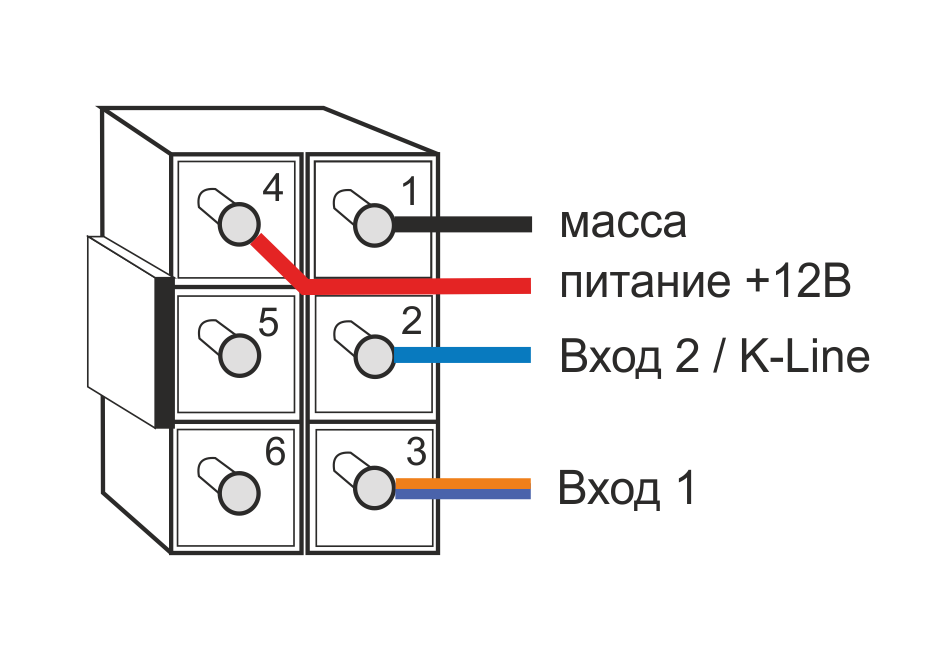 4 1 масса
питание +12В
5 2 Вход 2 / K-Line
6 3 Вход 1